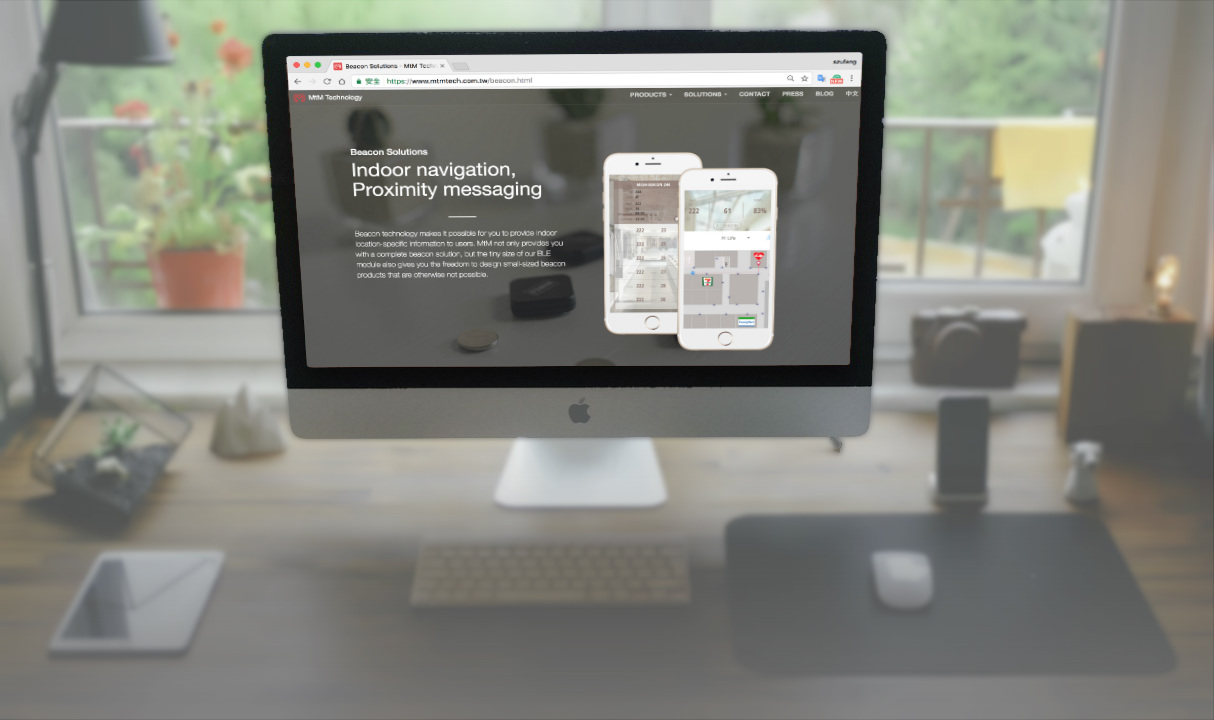 szufang
Beacon Solutions - MtM Tech
安全 https://www.mtmtech.com.tw/beacon.html
NEW
MtM Technology
PRODUCTS SOLUTIONS CONTACT PRESS BLOG 中文
Beacon Solutions
Indoor navigation,
Proximity messaging
Beacon technology makes it possible for you to provide indoor
location-specific information to users. MtM not only provides you
with a complete beacon solution, but the tiny size of our BLE
module also gives you the freedom to design small-sized beacon
products that are otherwise not possible.
222 61 83%
In Life
7